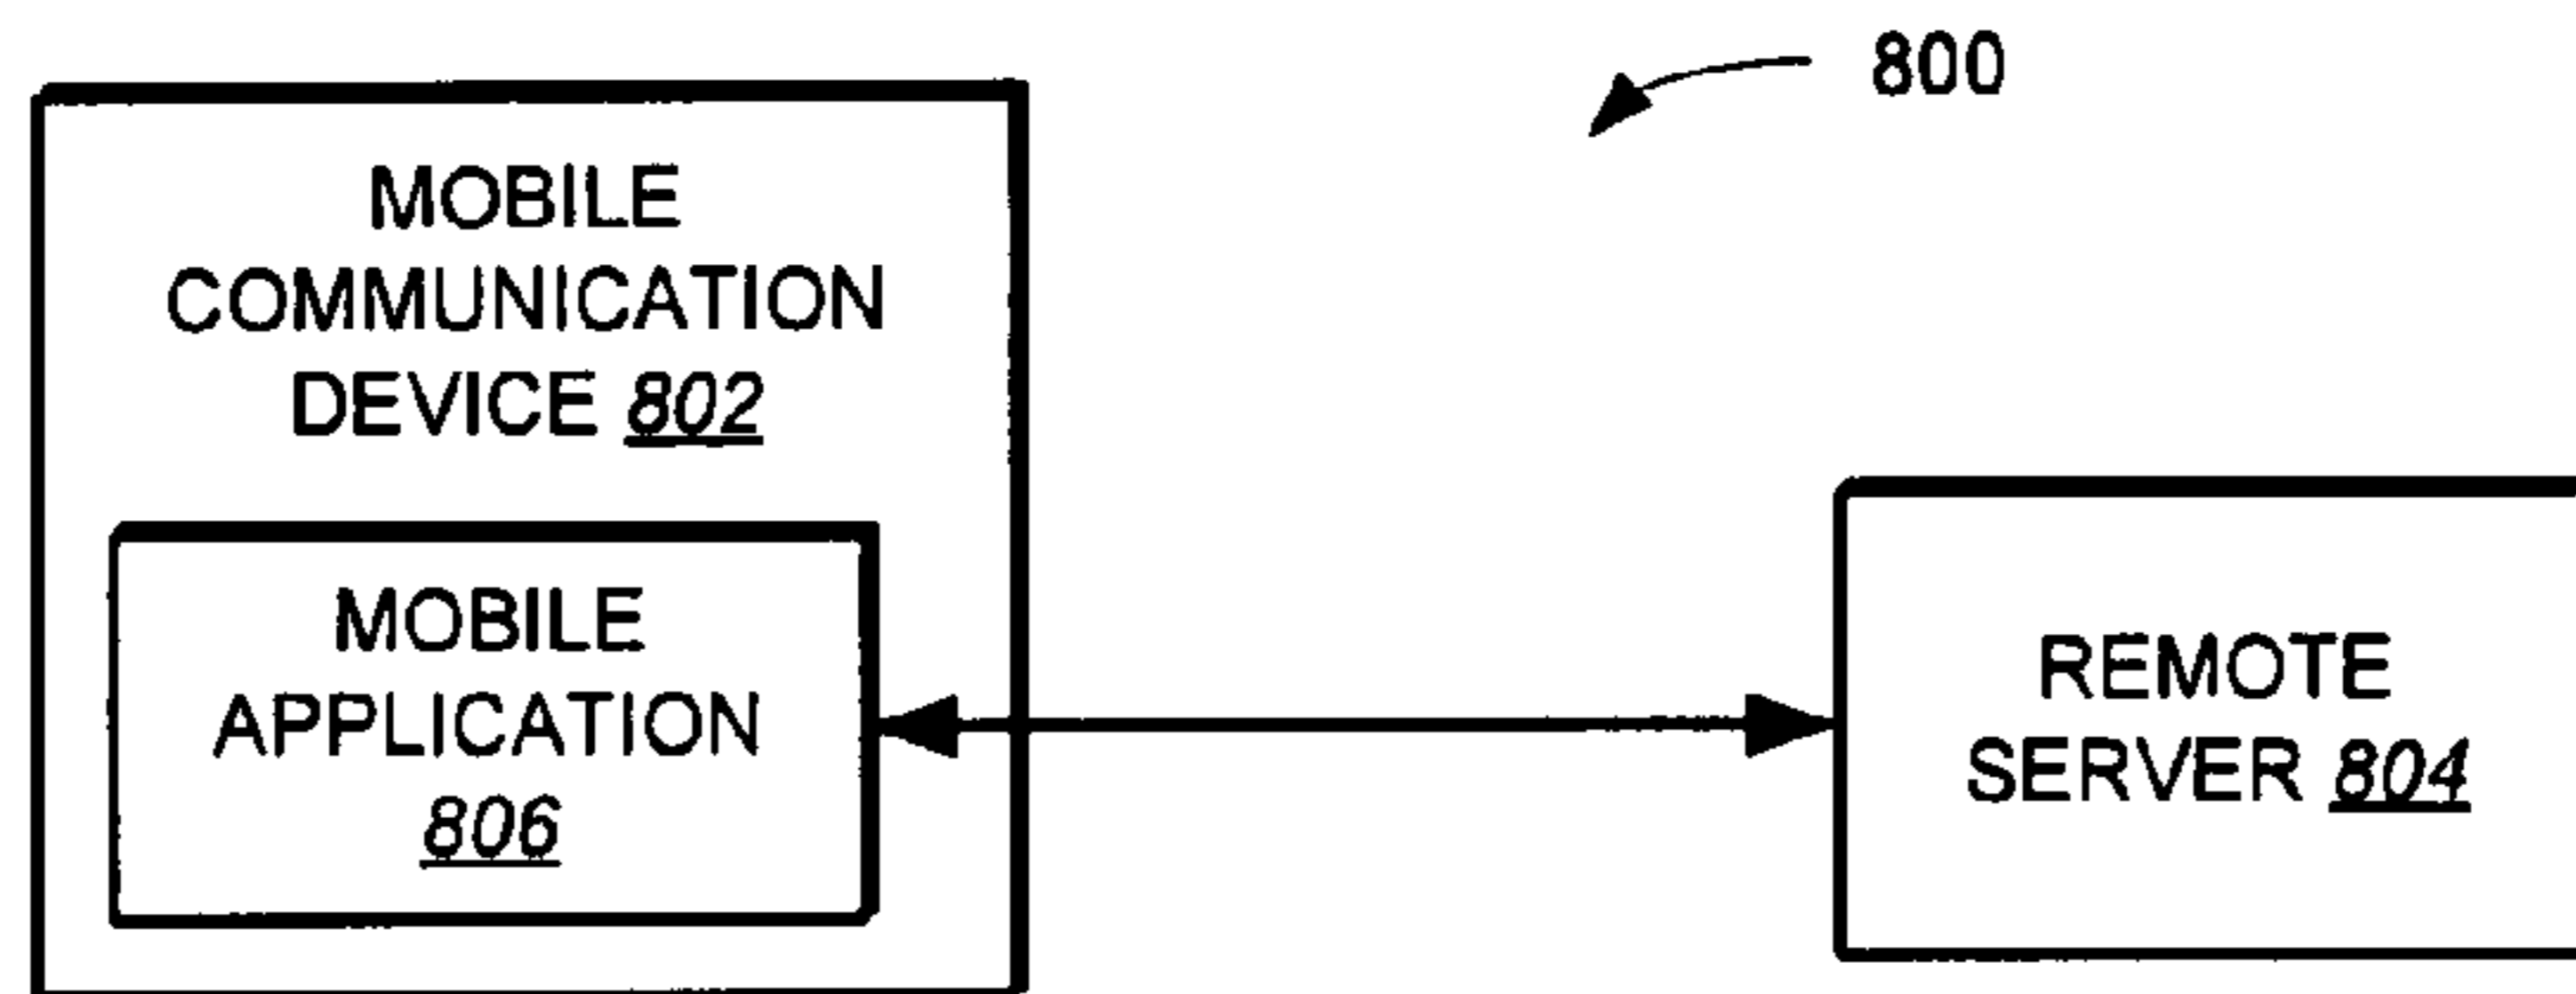 800
MOBILE
COMMUNICATION
DEVICE 802
MOBILE
APPLICATION
806
REMOTE
SERVER 804